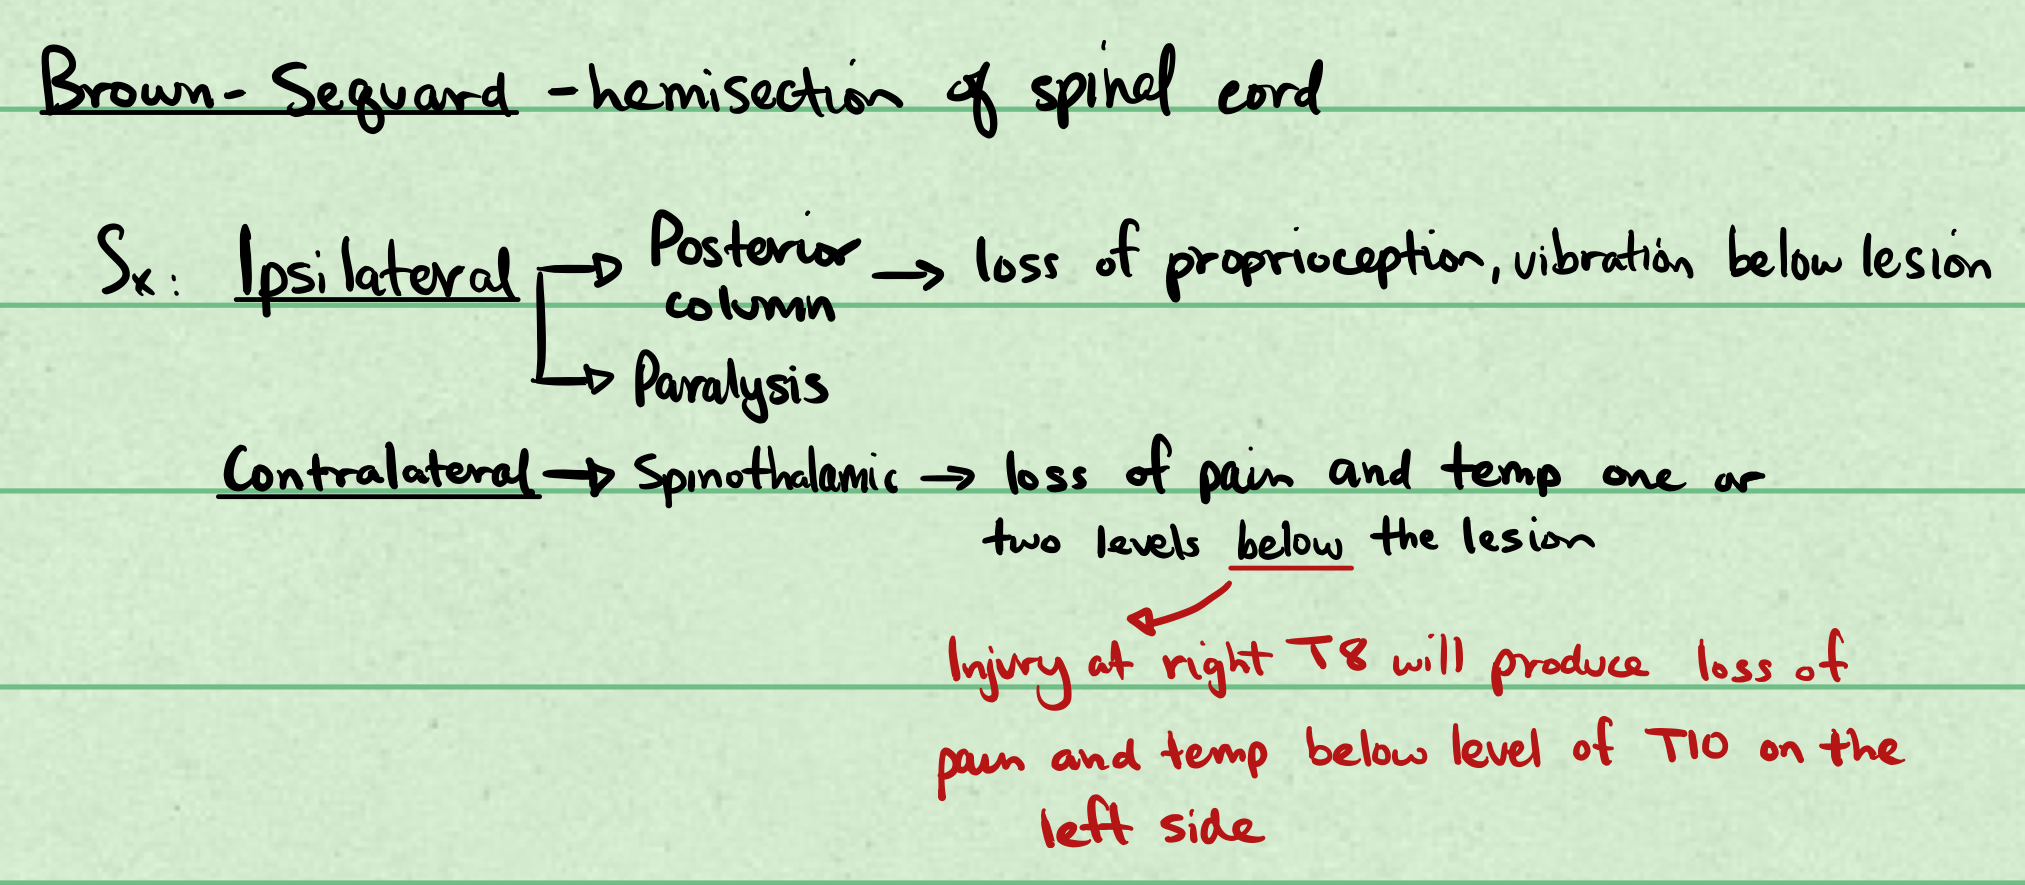 Brown-Sequard - hemisection of spinal cord
Sx: Ipsilateral → Posterior column → loss of proprioception, vibration below lesion
→ Paralysis
Contralateral → Spinothalamic → loss of pain and temp one or
two levels below the lesion
Injury at right T8 will produce loss of
pain and temp below level of T10 on the
left side